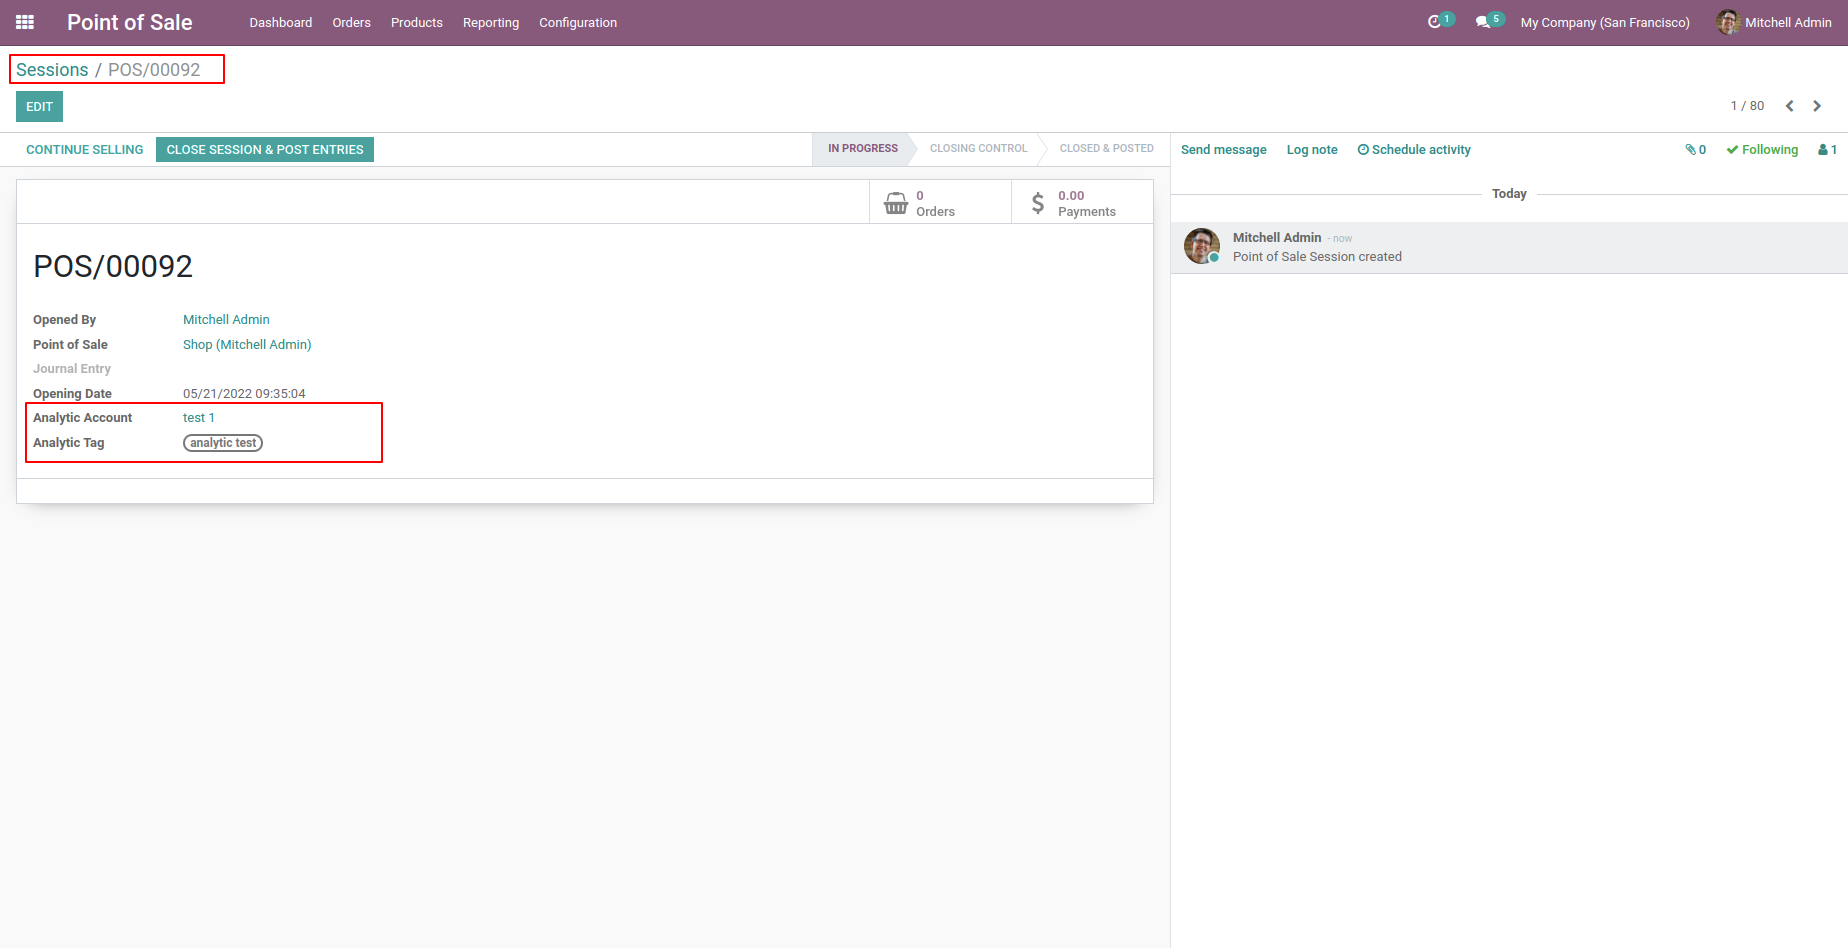 Point of Sale Dashboard Orders Products Reporting Configuration 1 5 My Company (San Francisco) Mitchell Admin
Sessions / POS/00092
EDIT 1 / 80
CONTINUE SELLING CLOSE SESSION & POST ENTRIES IN PROGRESS CLOSING CONTROL CLOSED & POSTED
0
Orders
0.00
Payments
POS/00092
Opened By Mitchell Admin
Point of Sale Shop (Mitchell Admin)
Journal Entry
Opening Date 05/21/2022 09:35:04
Analytic Account test 1
Analytic Tag analytic test
Send message Log note Schedule activity 0 Following 1
Today
Mitchell Admin - now
Point of Sale Session created